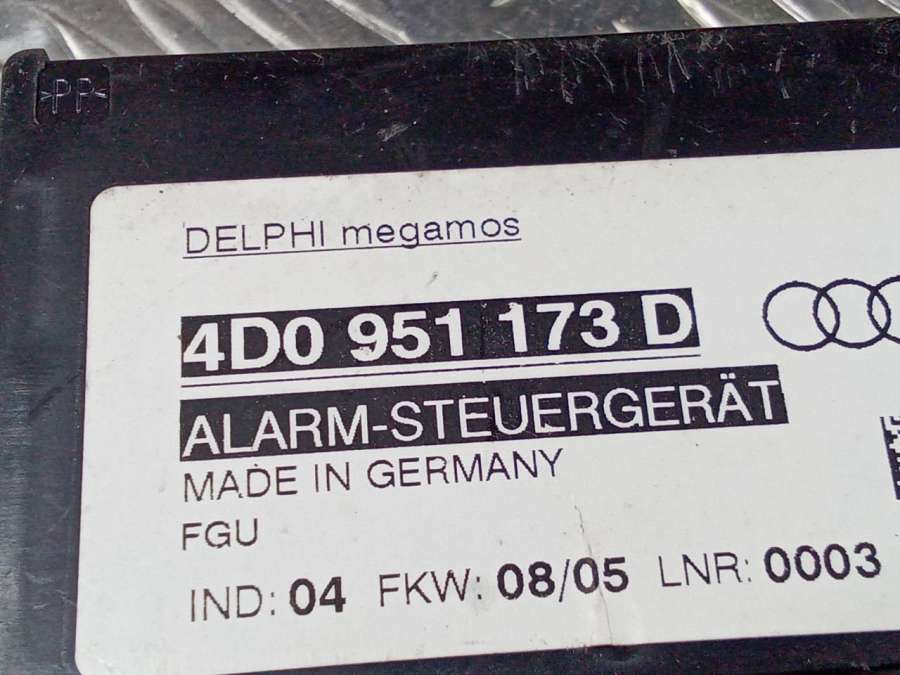 >PP<
DELPHI megamos
4D0 951 173 D
ALARM-STEUERGERÄT
MADE IN GERMANY
FGU
IND: 04 FKW: 08/05 LNR: 0003